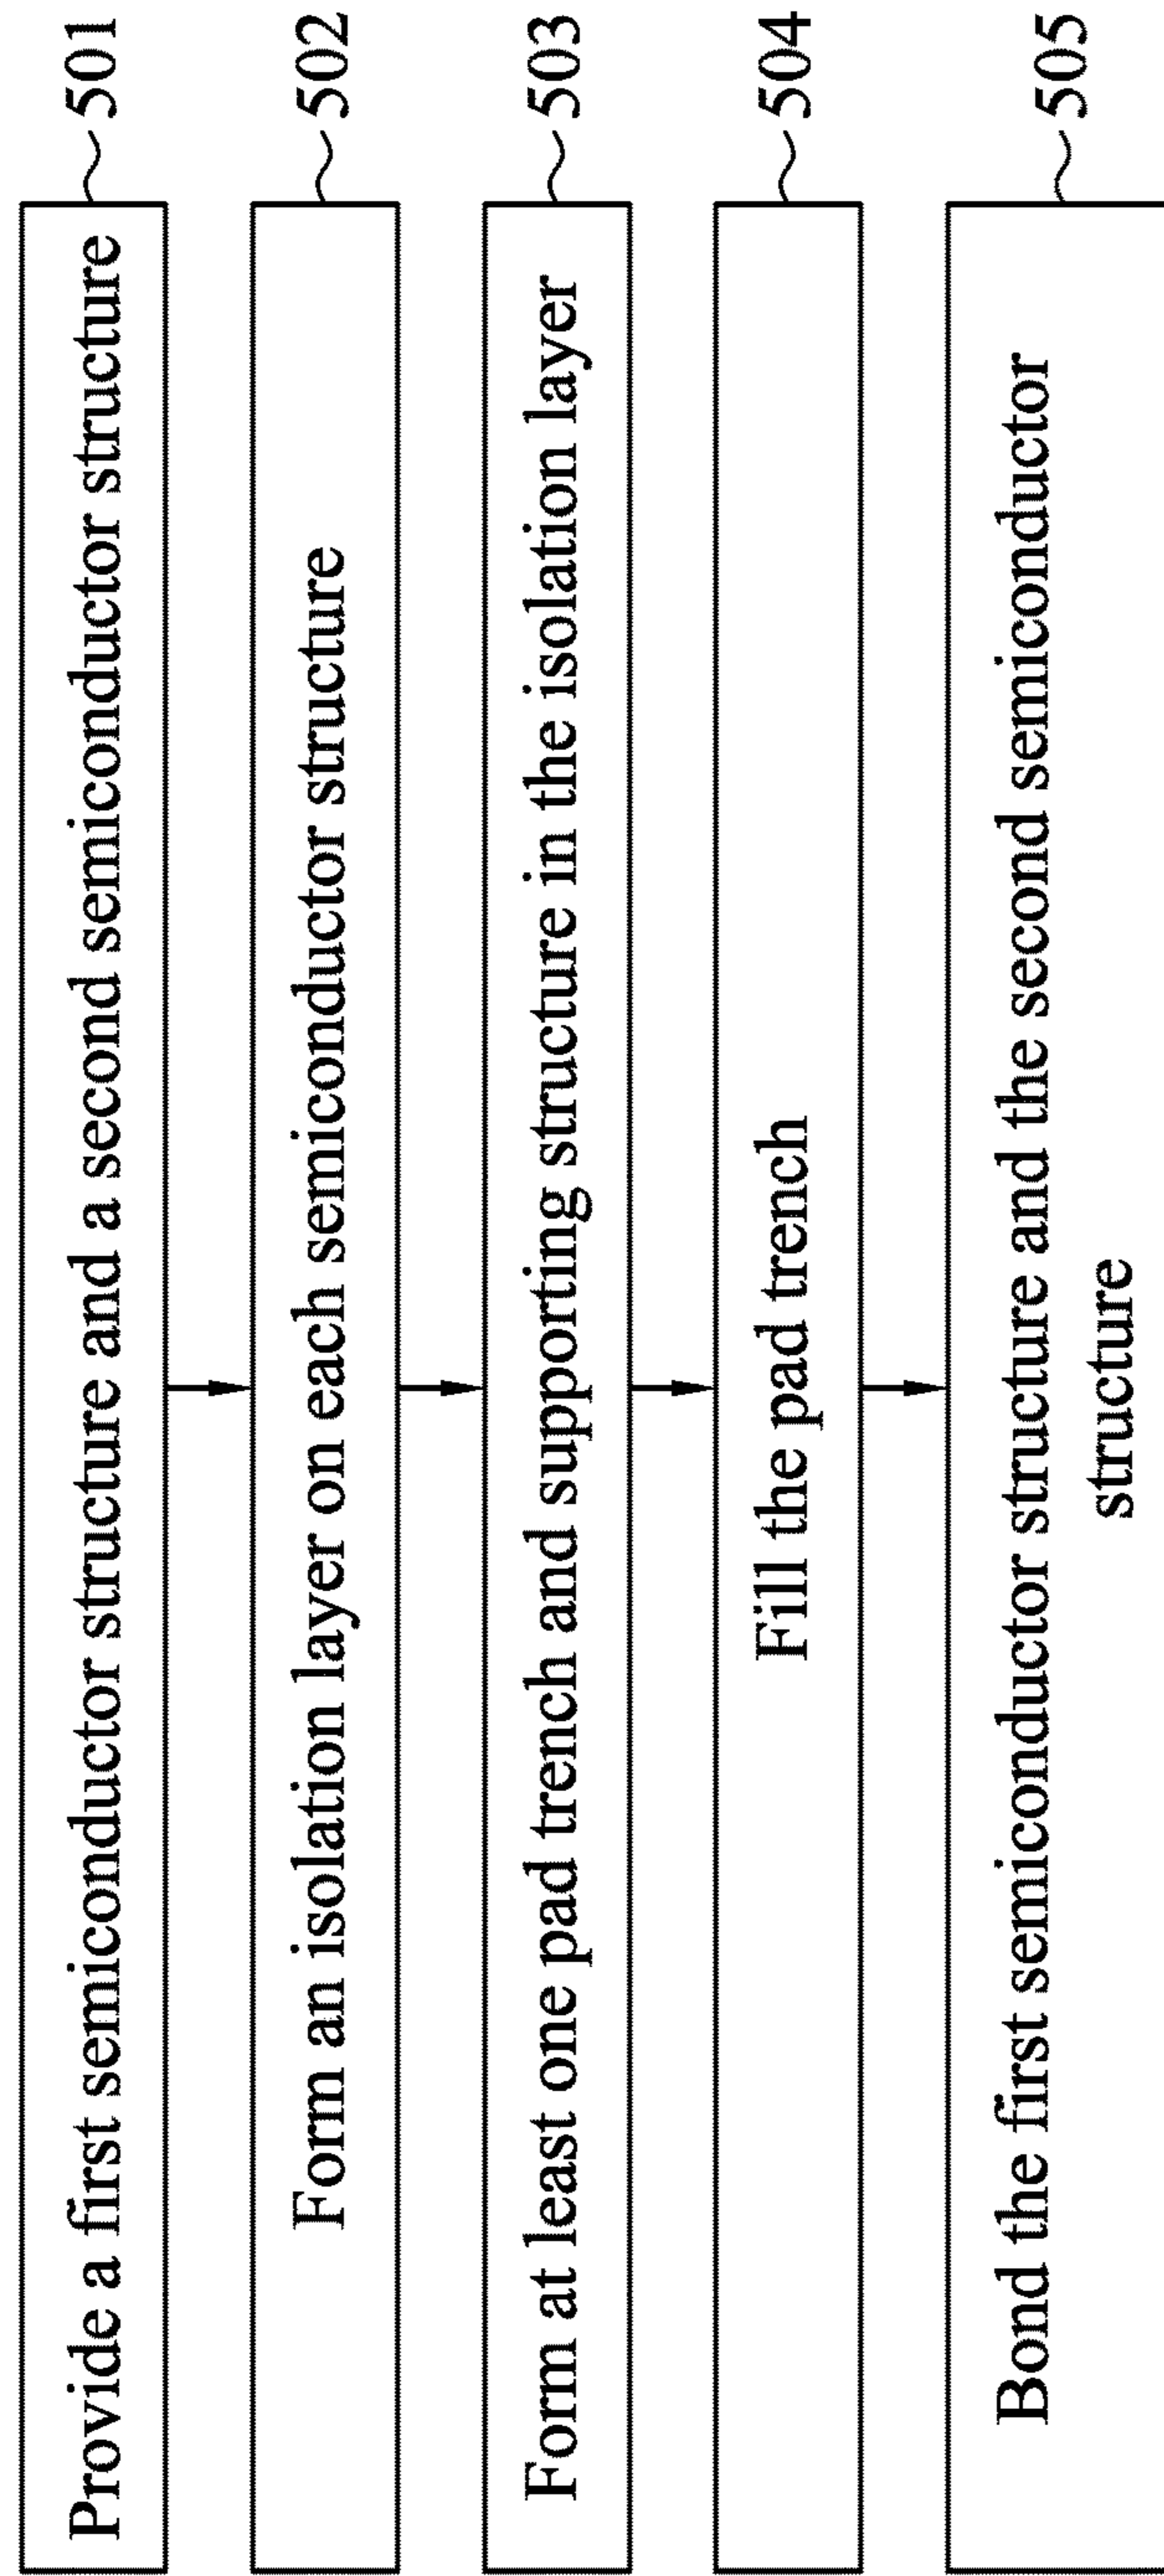 Provide a first semiconductor structure and a second semiconductor structure
501
Form an isolation layer on each semiconductor structure
502
Form at least one pad trench and supporting structure in the isolation layer
503
Fill the pad trench
504
Bond the first semiconductor structure and the second semiconductor
structure
505